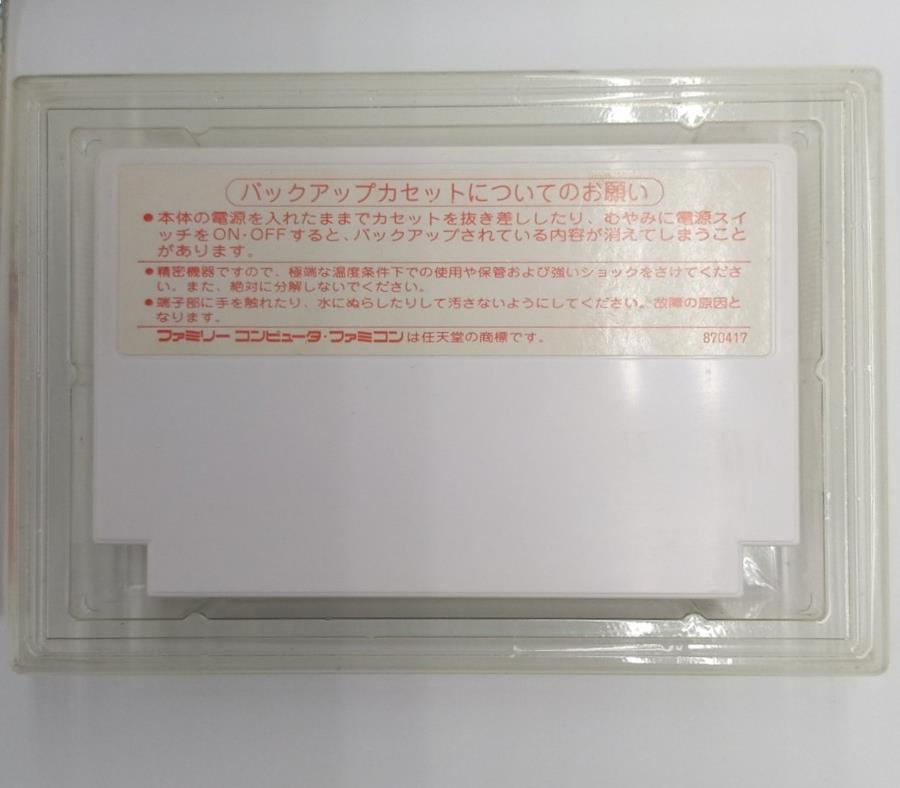 バックアップカセットについてのお願い
●本体の電源を入れたままでカセットを抜き差ししたり、むやみに電源スイ
ッチをON・OFFすると、バックアップされている内容が消えてしまうこと
があります。
●精密機器ですので、極端な温度条件下での使用や保管および強いショックをさけてくださ
い。また、絶対に分解しないでください。
●端子部に手を触れたり、水にぬらしたりして汚さないようにしてください。故障の原因と
なります。
ファミリー コンピュータ・ファミコンは任天堂の商標です。 870417